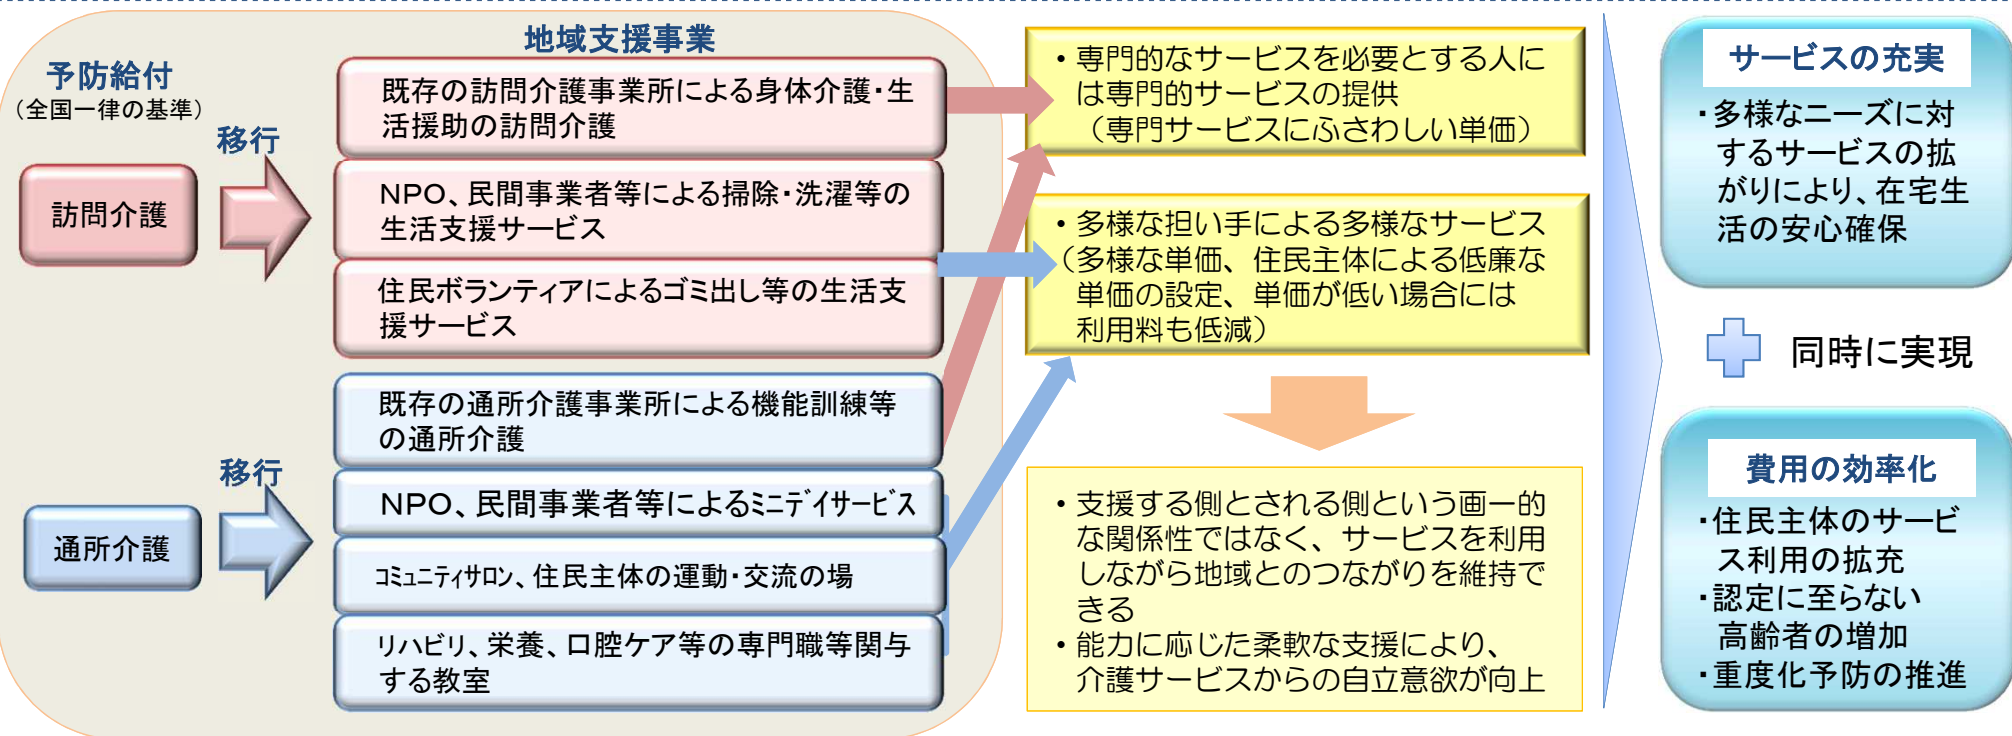 予防給付
（全国一律の基準）
移行
訪問介護
移行
通所介護
地域支援事業
既存の訪問介護事業所による身体介護・生
活援助の訪問介護
ＮＰＯ、民間事業者等による掃除・洗濯等の
生活支援サービス
住民ボランティアによるゴミ出し等の生活支
援サービス
既存の通所介護事業所による機能訓練等
の通所介護
ＮＰＯ、民間事業者等によるﾐﾆﾃﾞｲｻｰﾋﾞｽ
ｺﾐｭﾆﾃｨｻﾛﾝ、住民主体の運動・交流の場
リハビリ、栄養、口腔ケア等の専門職等関与
する教室
・専門的なサービスを必要とする人に
は専門的サービスの提供
（専門サービスにふさわしい単価）
・多様な担い手による多様なサービス
（多様な単価、住民主体による低廉な
単価の設定、単価が低い場合には
利用料も低減）
・支援する側とされる側という画一的
な関係性ではなく、サービスを利用
しながら地域とのつながりを維持で
きる
・能力に応じた柔軟な支援により、
介護サービスからの自立意欲が向上
サービスの充実
・多様なニーズに対
するサービスの拡
がりにより、在宅生
活の安心確保
同時に実現
費用の効率化
・住民主体のサービ
ス利用の拡充
・認定に至らない
高齢者の増加
・重度化予防の推進